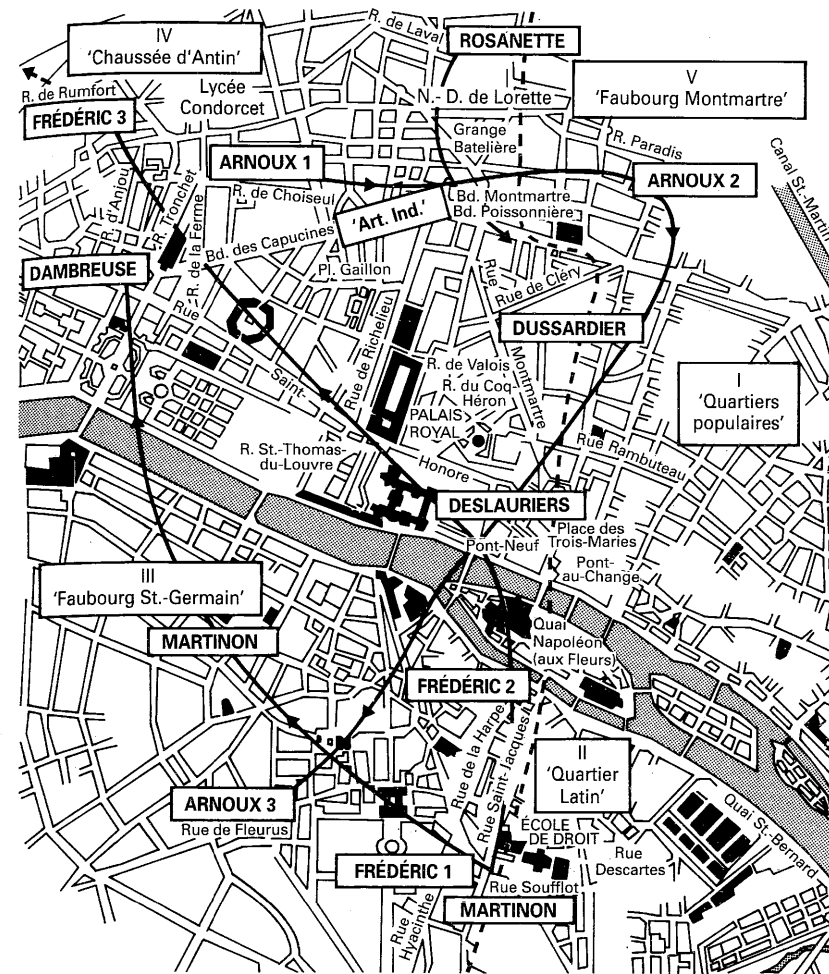 R. de Laval
ROSANETTE
IV
'Chaussée d'Antin'
V
'Faubourg Montmartre'
R. de Rumfort
Lycée
Condorcet
N.- D. de Lorette
FRÉDÉRIC 3
Grange
Batelière
R. Paradis
Canal St.-Martin
ARNOUX 1
ARNOUX 2
R. d'Anjou
R. Tronchet
R. de la Ferme
R. de Choiseul
'Art. Ind.'
Bd. Montmartre
Bd. Poissonnière
Bd. des Capucines
DAMBREUSE
Pl. Gaillon
Rue
Rue de Cléry
Rue
Saint-
Honore
Rue de Richelieu
DUSSARDIER
Montmartre
R. de Valois
R. du Coq-
Héron
PALAIS
ROYAL
I
'Quartiers
populaires'
Rue Rambuteau
R. St.-Thomas-
du-Louvre
DESLAURIERS
Place des
Trois-Maries
Pont-Neuf
Pont-
au-Change
III
'Faubourg St.-Germain'
MARTINON
Quai
Napoléon
(aux Fleurs)
FRÉDÉRIC 2
Rue de la Harpe
Rue Saint-Jacques
II
'Quartier
Latin'
ARNOUX 3
Rue de Fleurus
ÉCOLE
DE DROIT
Quai St.-Bernard
Rue
Descartes
FRÉDÉRIC 1
Rue Soufflot
MARTINON
Rue
Hyacinthe